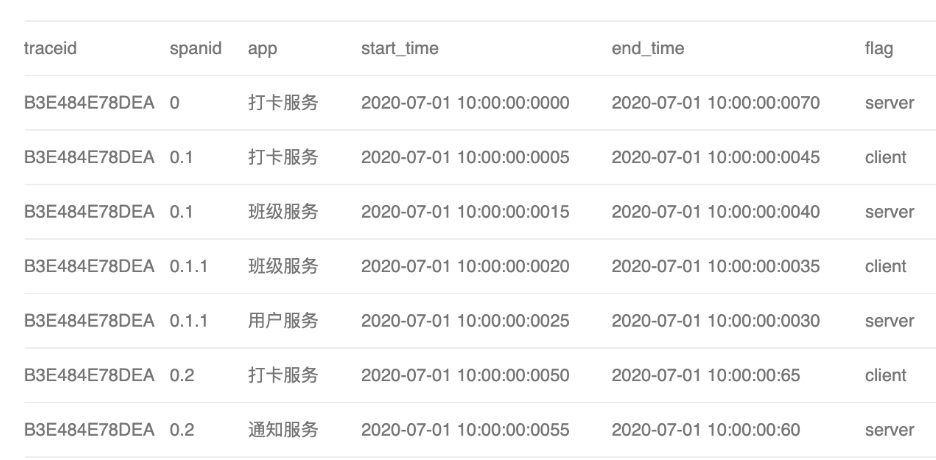 traceid spanid app start_time end_time flag
B3E484E78DEA 0 打卡服务 2020-07-01 10:00:00:0000 2020-07-01 10:00:00:0070 server
B3E484E78DEA 0.1 打卡服务 2020-07-01 10:00:00:0005 2020-07-01 10:00:00:0045 client
B3E484E78DEA 0.1 班级服务 2020-07-01 10:00:00:0015 2020-07-01 10:00:00:0040 server
B3E484E78DEA 0.1.1 班级服务 2020-07-01 10:00:00:0020 2020-07-01 10:00:00:0035 client
B3E484E78DEA 0.1.1 用户服务 2020-07-01 10:00:00:0025 2020-07-01 10:00:00:0030 server
B3E484E78DEA 0.2 打卡服务 2020-07-01 10:00:00:0050 2020-07-01 10:00:00:65 client
B3E484E78DEA 0.2 通知服务 2020-07-01 10:00:00:0055 2020-07-01 10:00:00:60 server